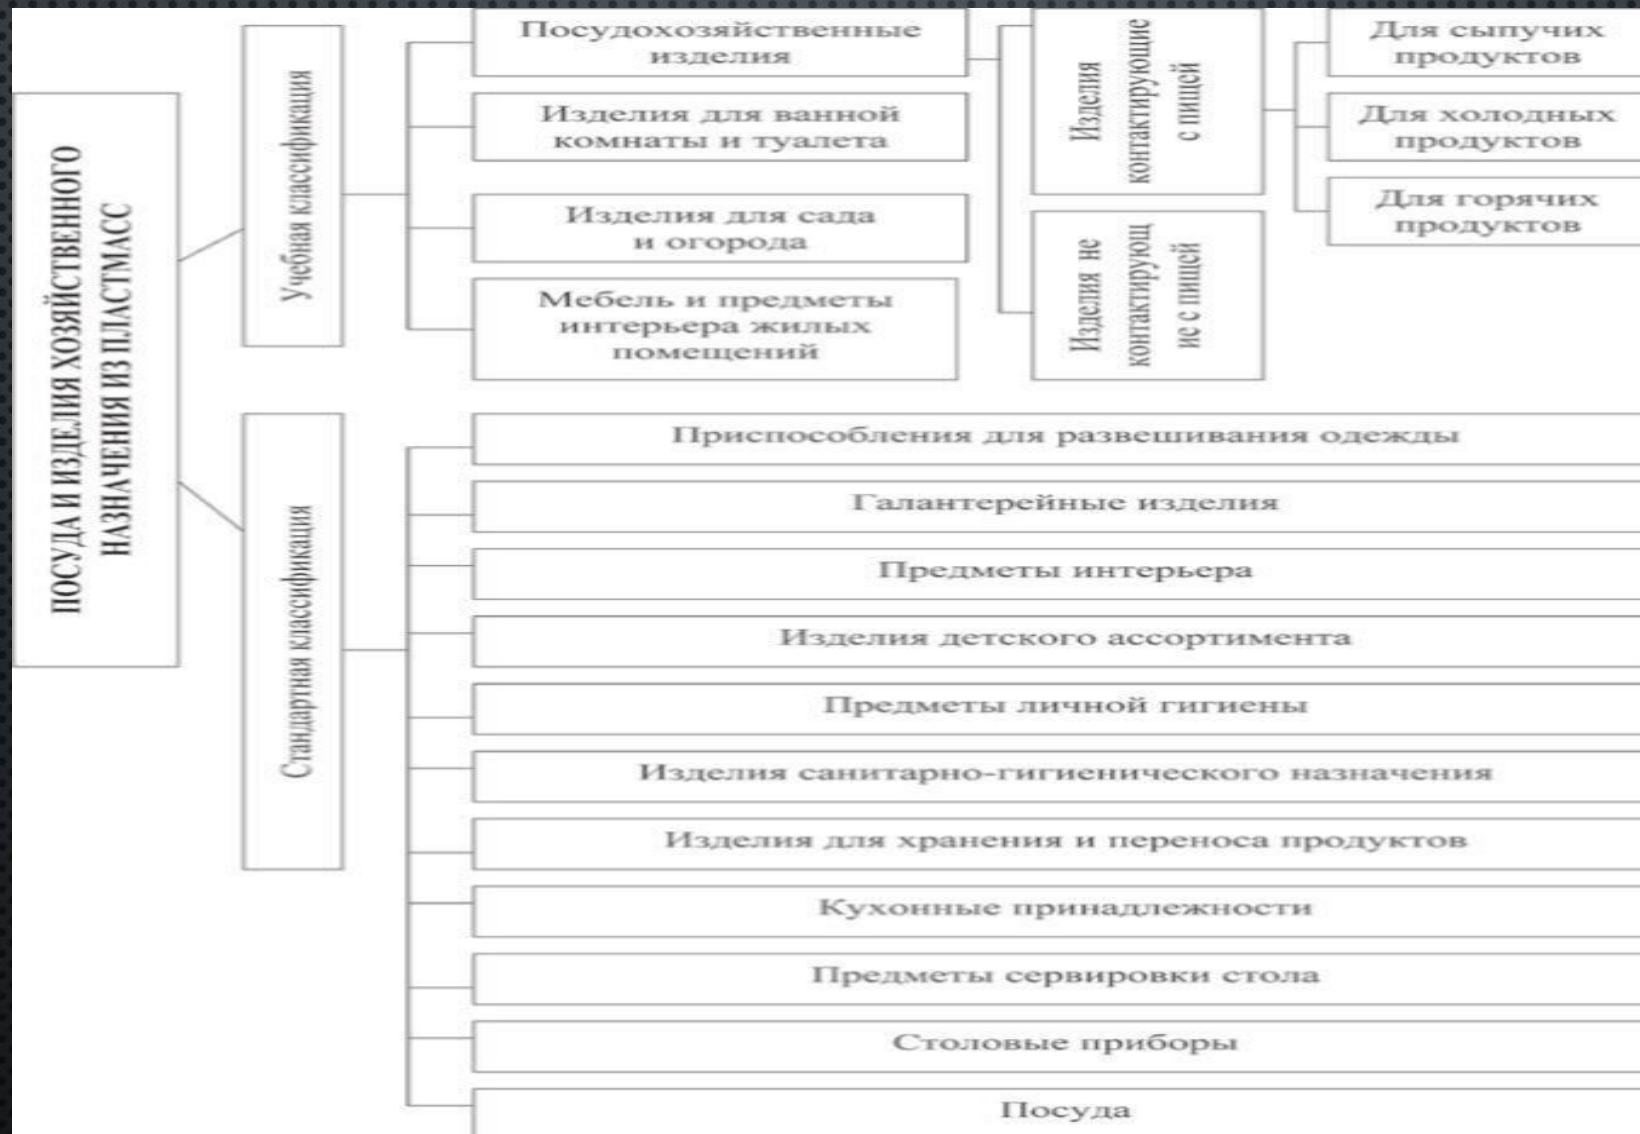 ПОСУДА И ИЗДЕЛИЯ ХОЗЯЙСТВЕННОГО
НАЗНАЧЕНИЯ ИЗ ПЛАСТМАСС
Учебная классификация
Посудохозяйственные
изделия
Изделия для ванной
комнаты и туалета
Изделия для сада
и огорода
Мебель и предметы
интерьера жилых
помещений
Изделия
контактирующие
с пищей
Изделия не
контактирующ
ие с пищей
Для сыпучих
продуктов
Для холодных
продуктов
Для горячих
продуктов
Стандартная классификация
Приспособления для развешивания одежды
Галантерейные изделия
Предметы интерьера
Изделия детского ассортимента
Предметы личной гигиены
Изделия санитарно-гигиенического назначения
Изделия для хранения и переноса продуктов
Кухонные принадлежности
Предметы сервировки стола
Столовые приборы
Посуда